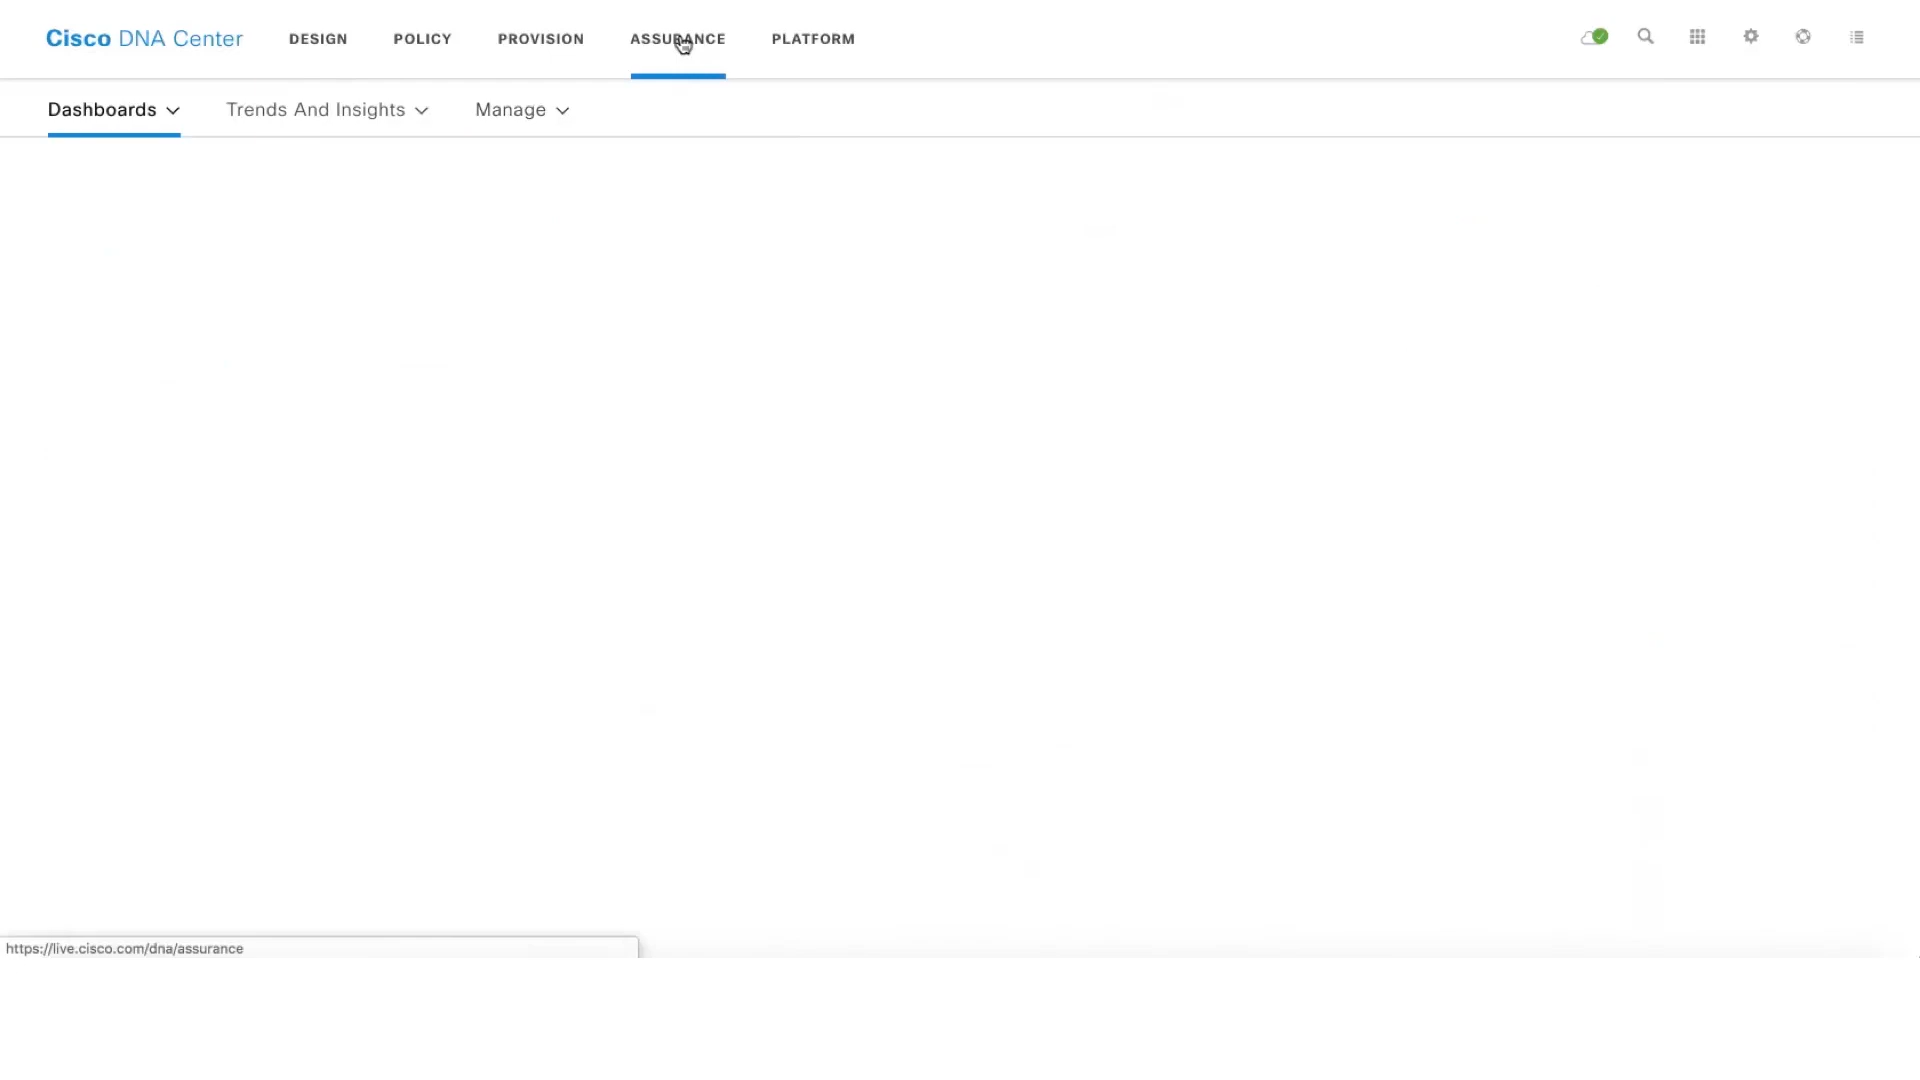 Cisco DNA Center DESIGN POLICY PROVISION ASSURANCE PLATFORM
Dashboards Trends And Insights Manage
https://live.cisco.com/dna/assurance